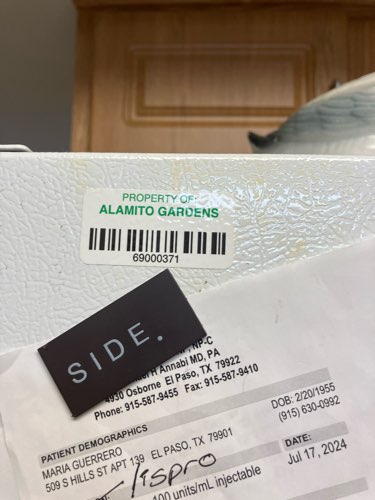 PROPERTY OF
ALAMITO GARDENS
69000371
SIDE.
NP-C
H Annabi MD, PA
4930 Osborne El Paso, TX 79922
Phone: 915-587-9455 Fax: 915-587-9410
PATIENT DEMOGRAPHICS
MARIA GUERRERO
DOB: 2/20/1955
509 S HILLS ST APT 139 EL PASO, TX 79901
(915) 630-0992
DATE:
Jul 17, 2024
lispro
100 units/mL injectable